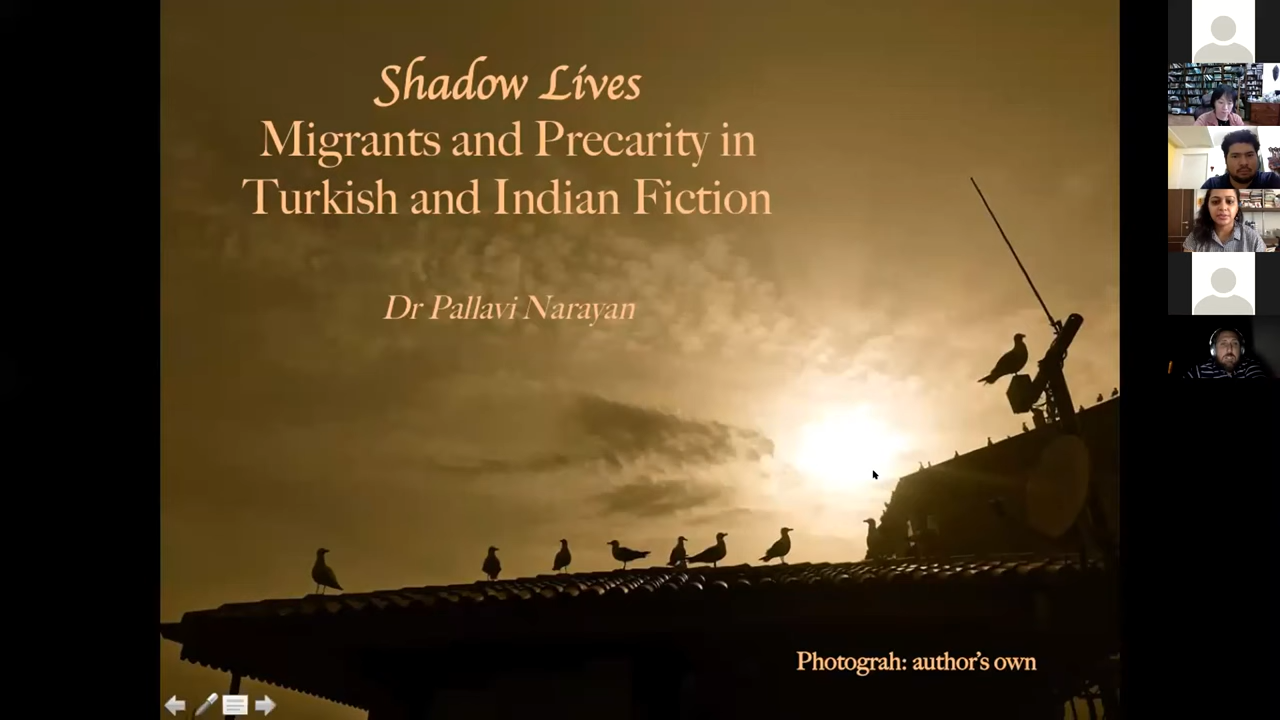 Shadow Lives
Migrants and Precarity in
Turkish and Indian Fiction
Dr Pallavi Narayan
Photograh: author's own